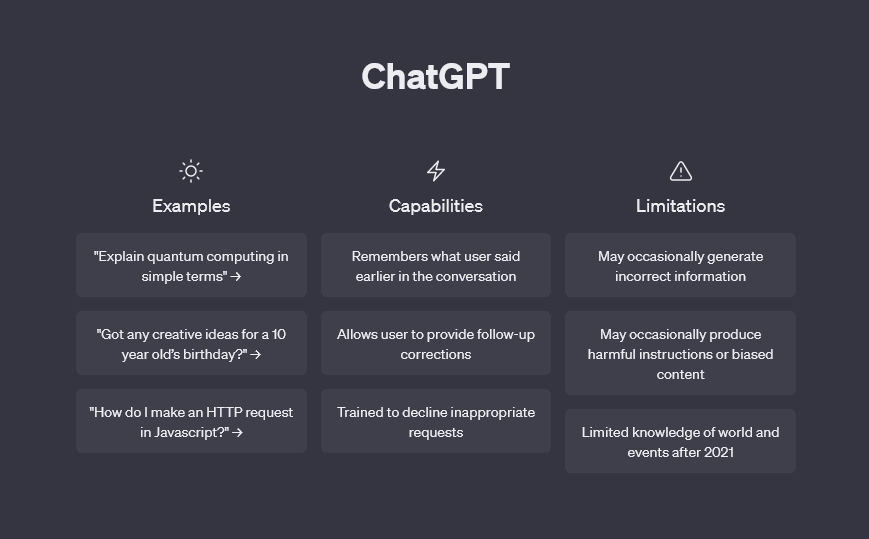 ChatGPT
Examples
"Explain quantum computing in
simple terms" →
"Got any creative ideas for a 10
year old’s birthday?" →
"How do I make an HTTP request
in Javascript?" →
Capabilities
Remembers what user said
earlier in the conversation
Allows user to provide follow-up
corrections
Trained to decline inappropriate
requests
Limitations
May occasionally generate
incorrect information
May occasionally produce
harmful instructions or biased
content
Limited knowledge of world and
events after 2021